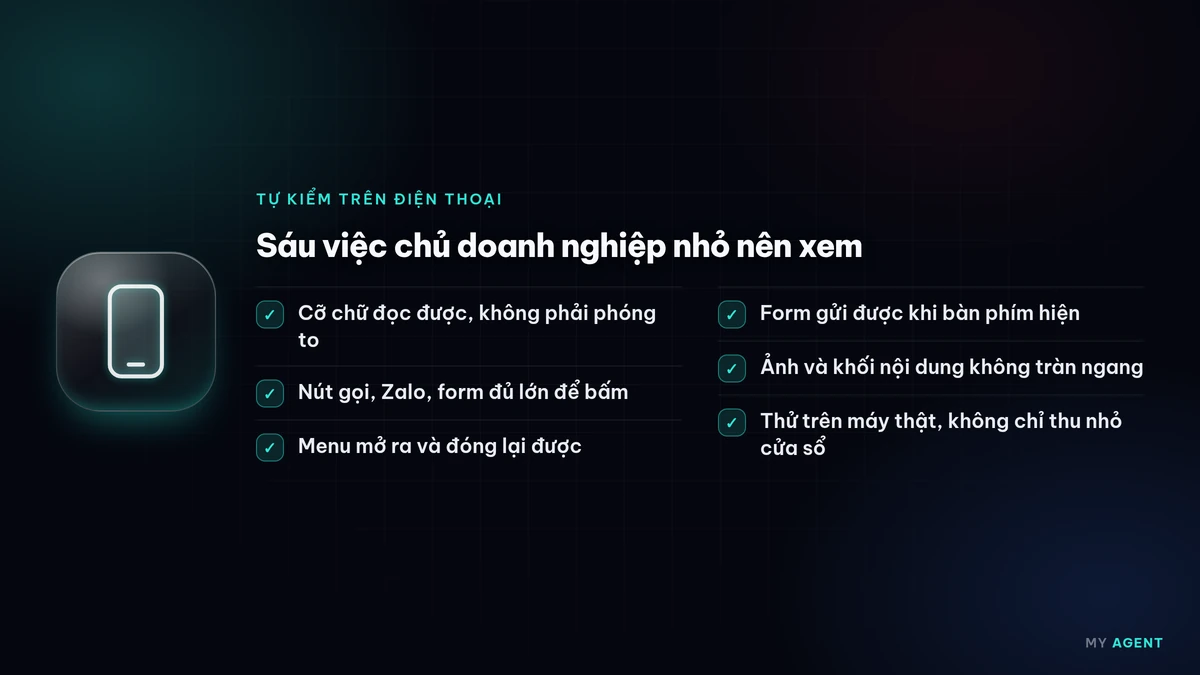 TỰ KIỂM TRÊN ĐIỆN THOẠI
Sáu việc chủ doanh nghiệp nhỏ nên xem
Cỡ chữ đọc được, không phải phóng
to
Nút gọi, Zalo, form đủ lớn để bấm
Menu mở ra và đóng lại được
Form gửi được khi bàn phím hiện
Ảnh và khối nội dung không tràn ngang
Thử trên máy thật, không chỉ thu nhỏ
cửa sổ
MY AGENT